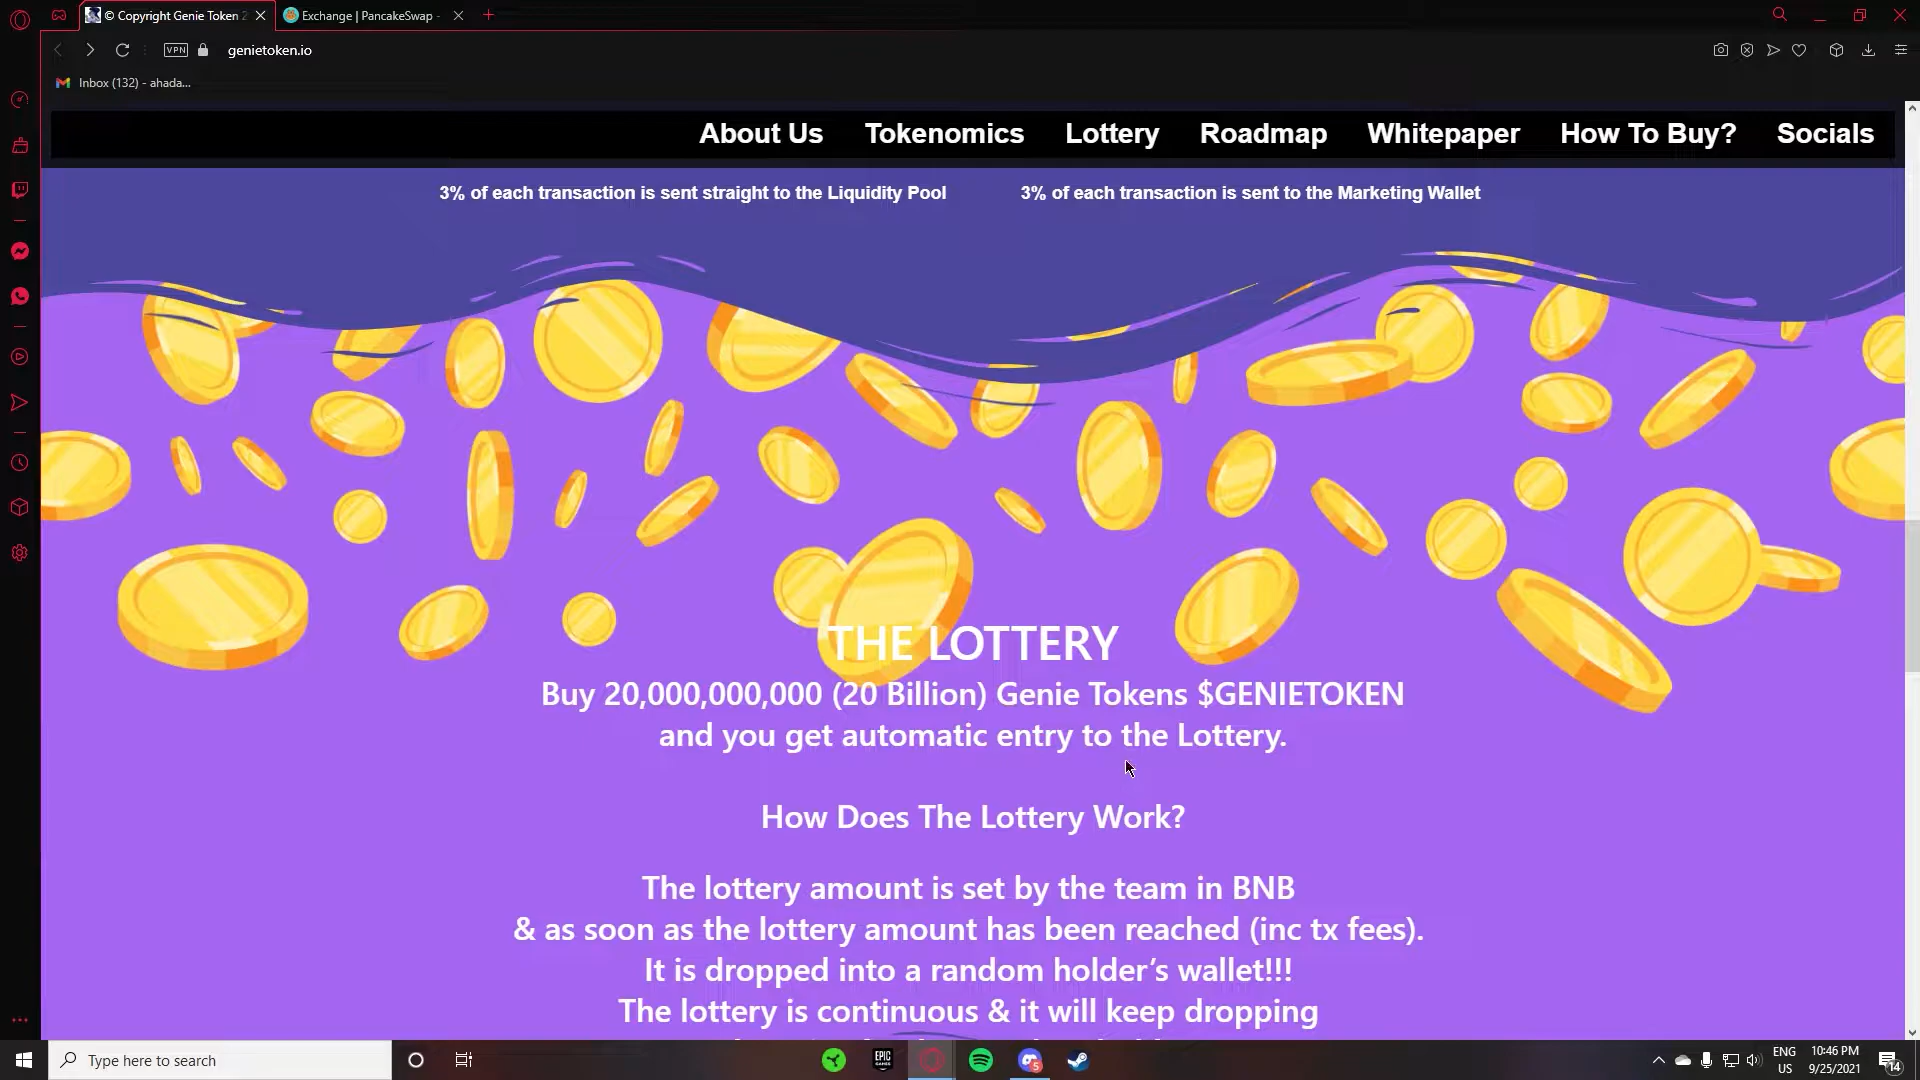 © Copyright Genie Token 2
Exchange | PancakeSwap -
VPN
genietoken.io
Inbox (132) - ahada...
About Us
Tokenomics
Lottery
Roadmap
Whitepaper
How To Buy?
Socials
3% of each transaction is sent straight to the Liquidity Pool
3% of each transaction is sent to the Marketing Wallet
THE LOTTERY
Buy 20,000,000,000 (20 Billion) Genie Tokens $GENIETOKEN
and you get automatic entry to the Lottery.
How Does The Lottery Work?
The lottery amount is set by the team in BNB
& as soon as the lottery amount has been reached (inc tx fees).
It is dropped into a random holder’s wallet!!!
The lottery is continuous & it will keep dropping
Type here to search
EPIC
GAMES
ENG
US
10:46 PM
9/25/2021
14